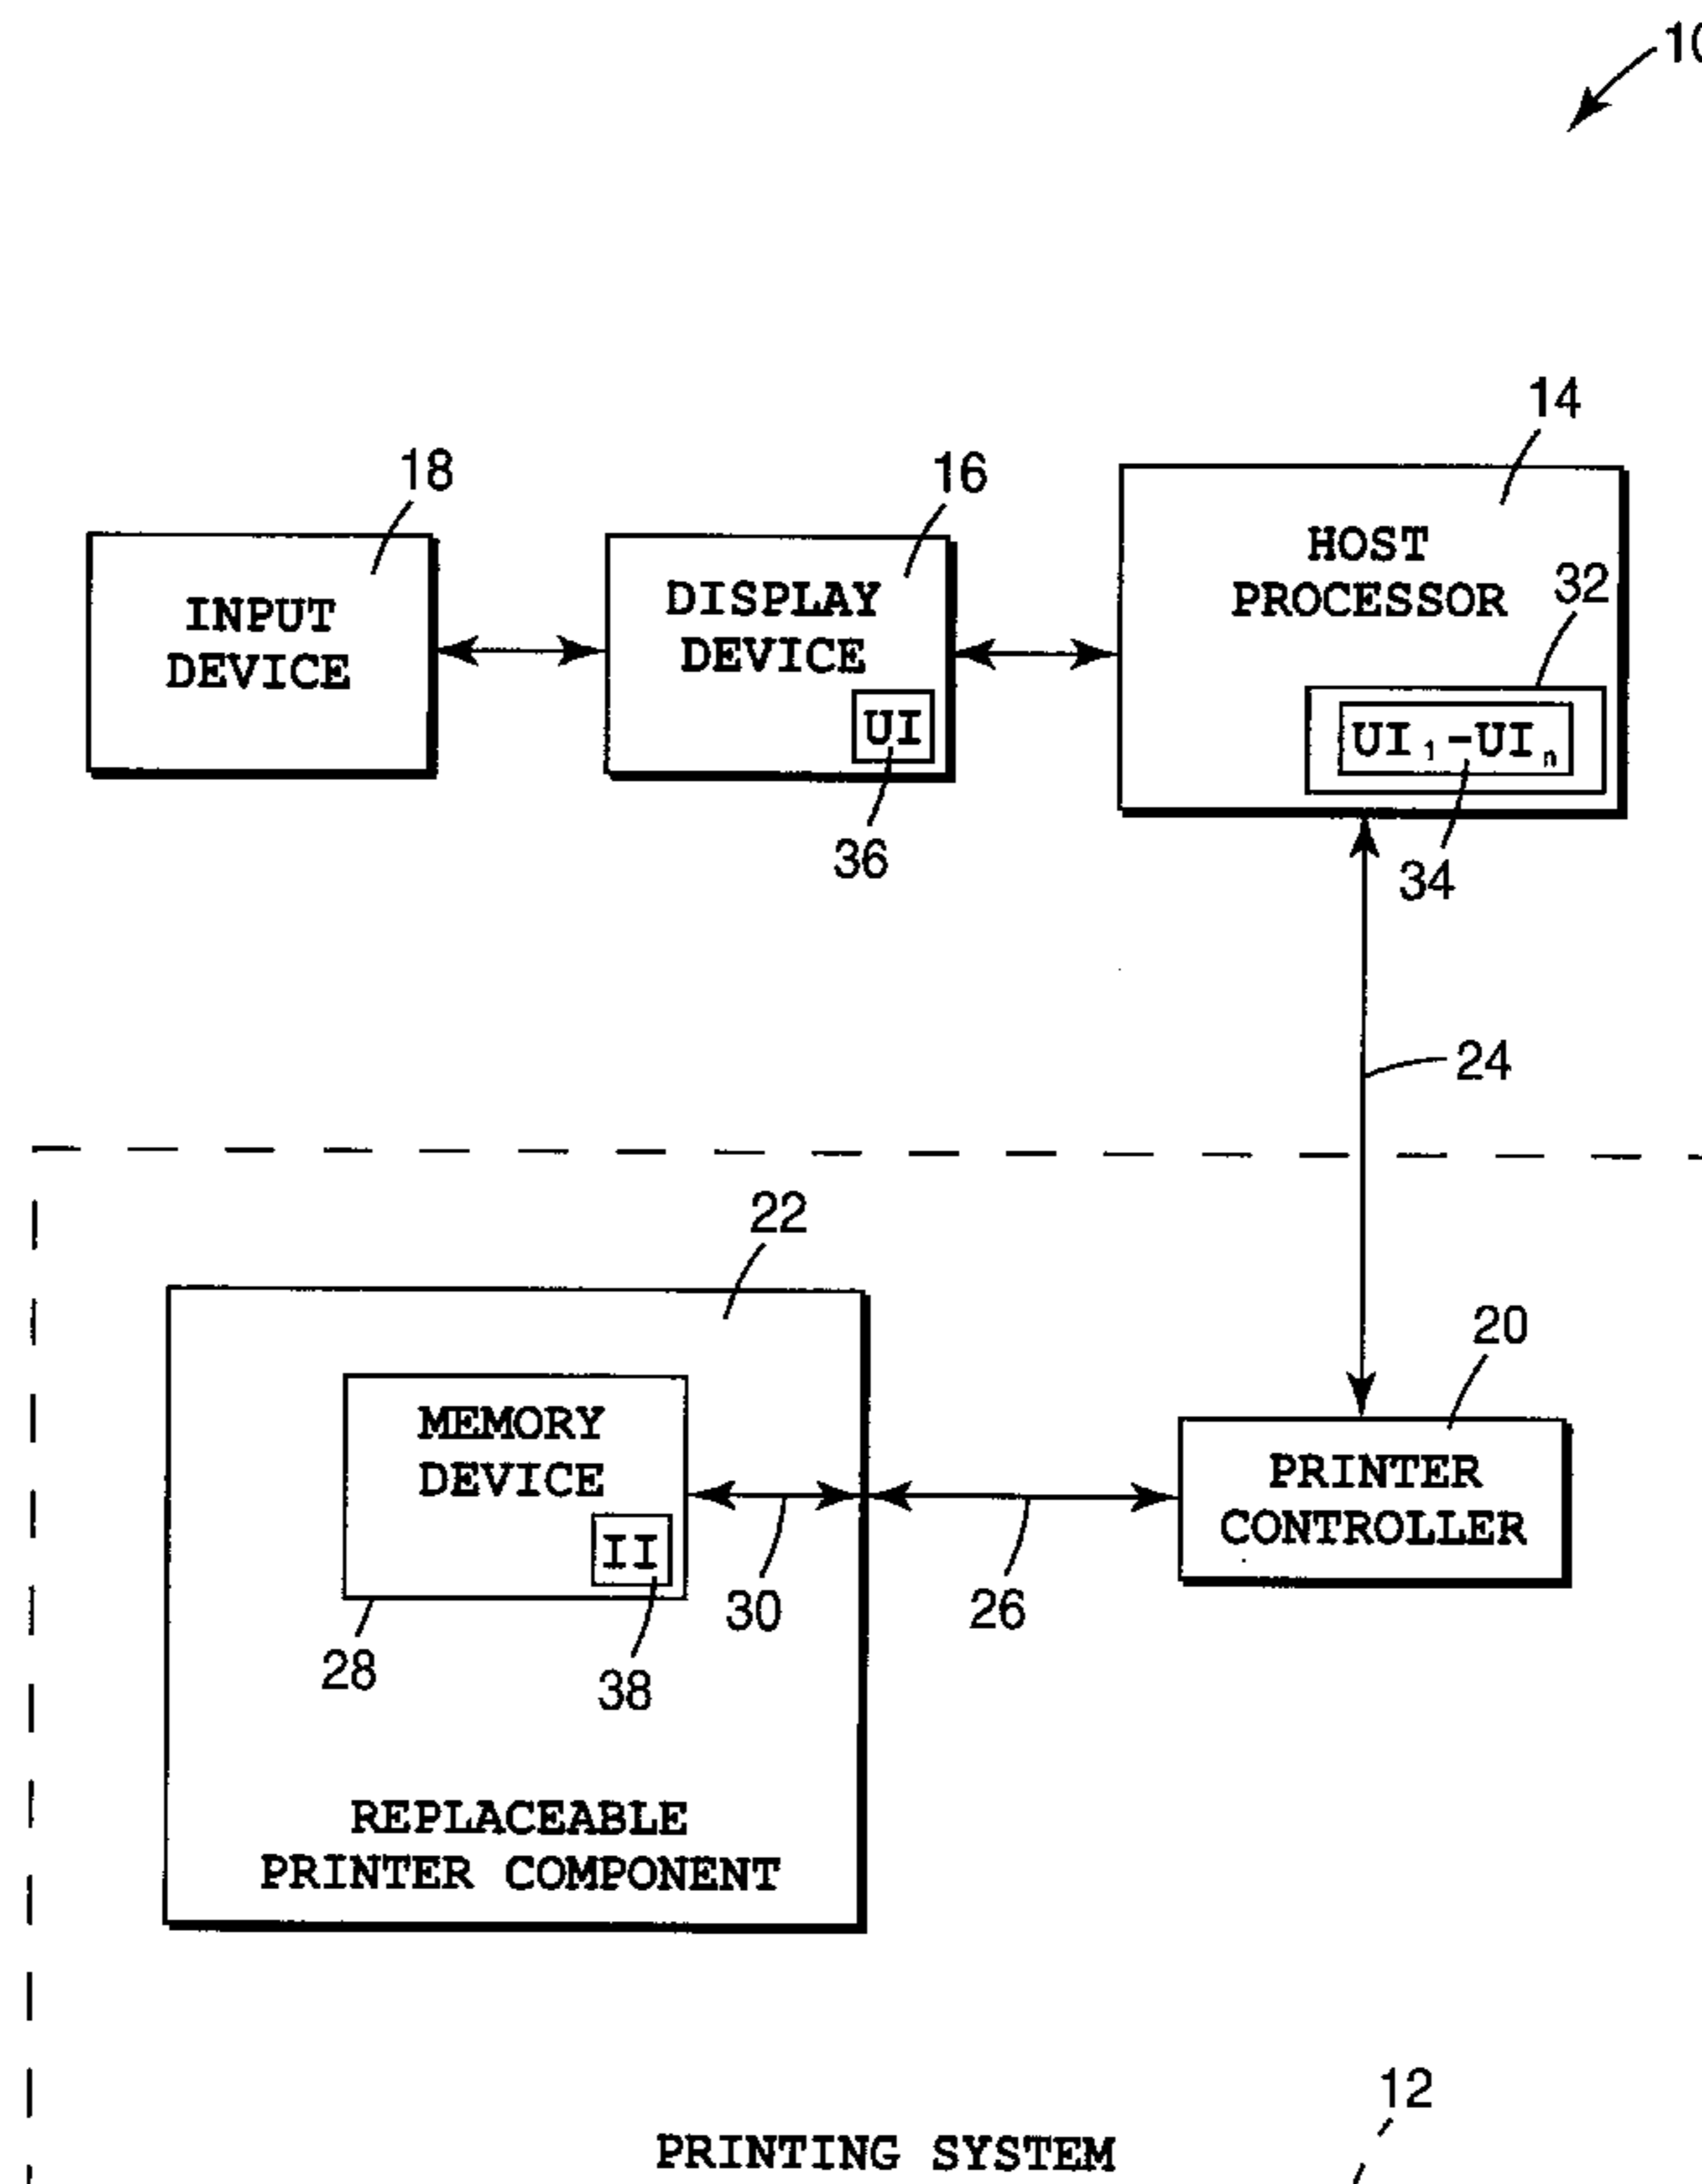 10
14
18
16
HOST
PROCESSOR
32
INPUT
DEVICE
DISPLAY
DEVICE
UI
UI₁-UIₙ
36
34
24
22
20
MEMORY
DEVICE
II
PRINTER
CONTROLLER
30
26
28
38
REPLACEABLE
PRINTER COMPONENT
12
PRINTING SYSTEM